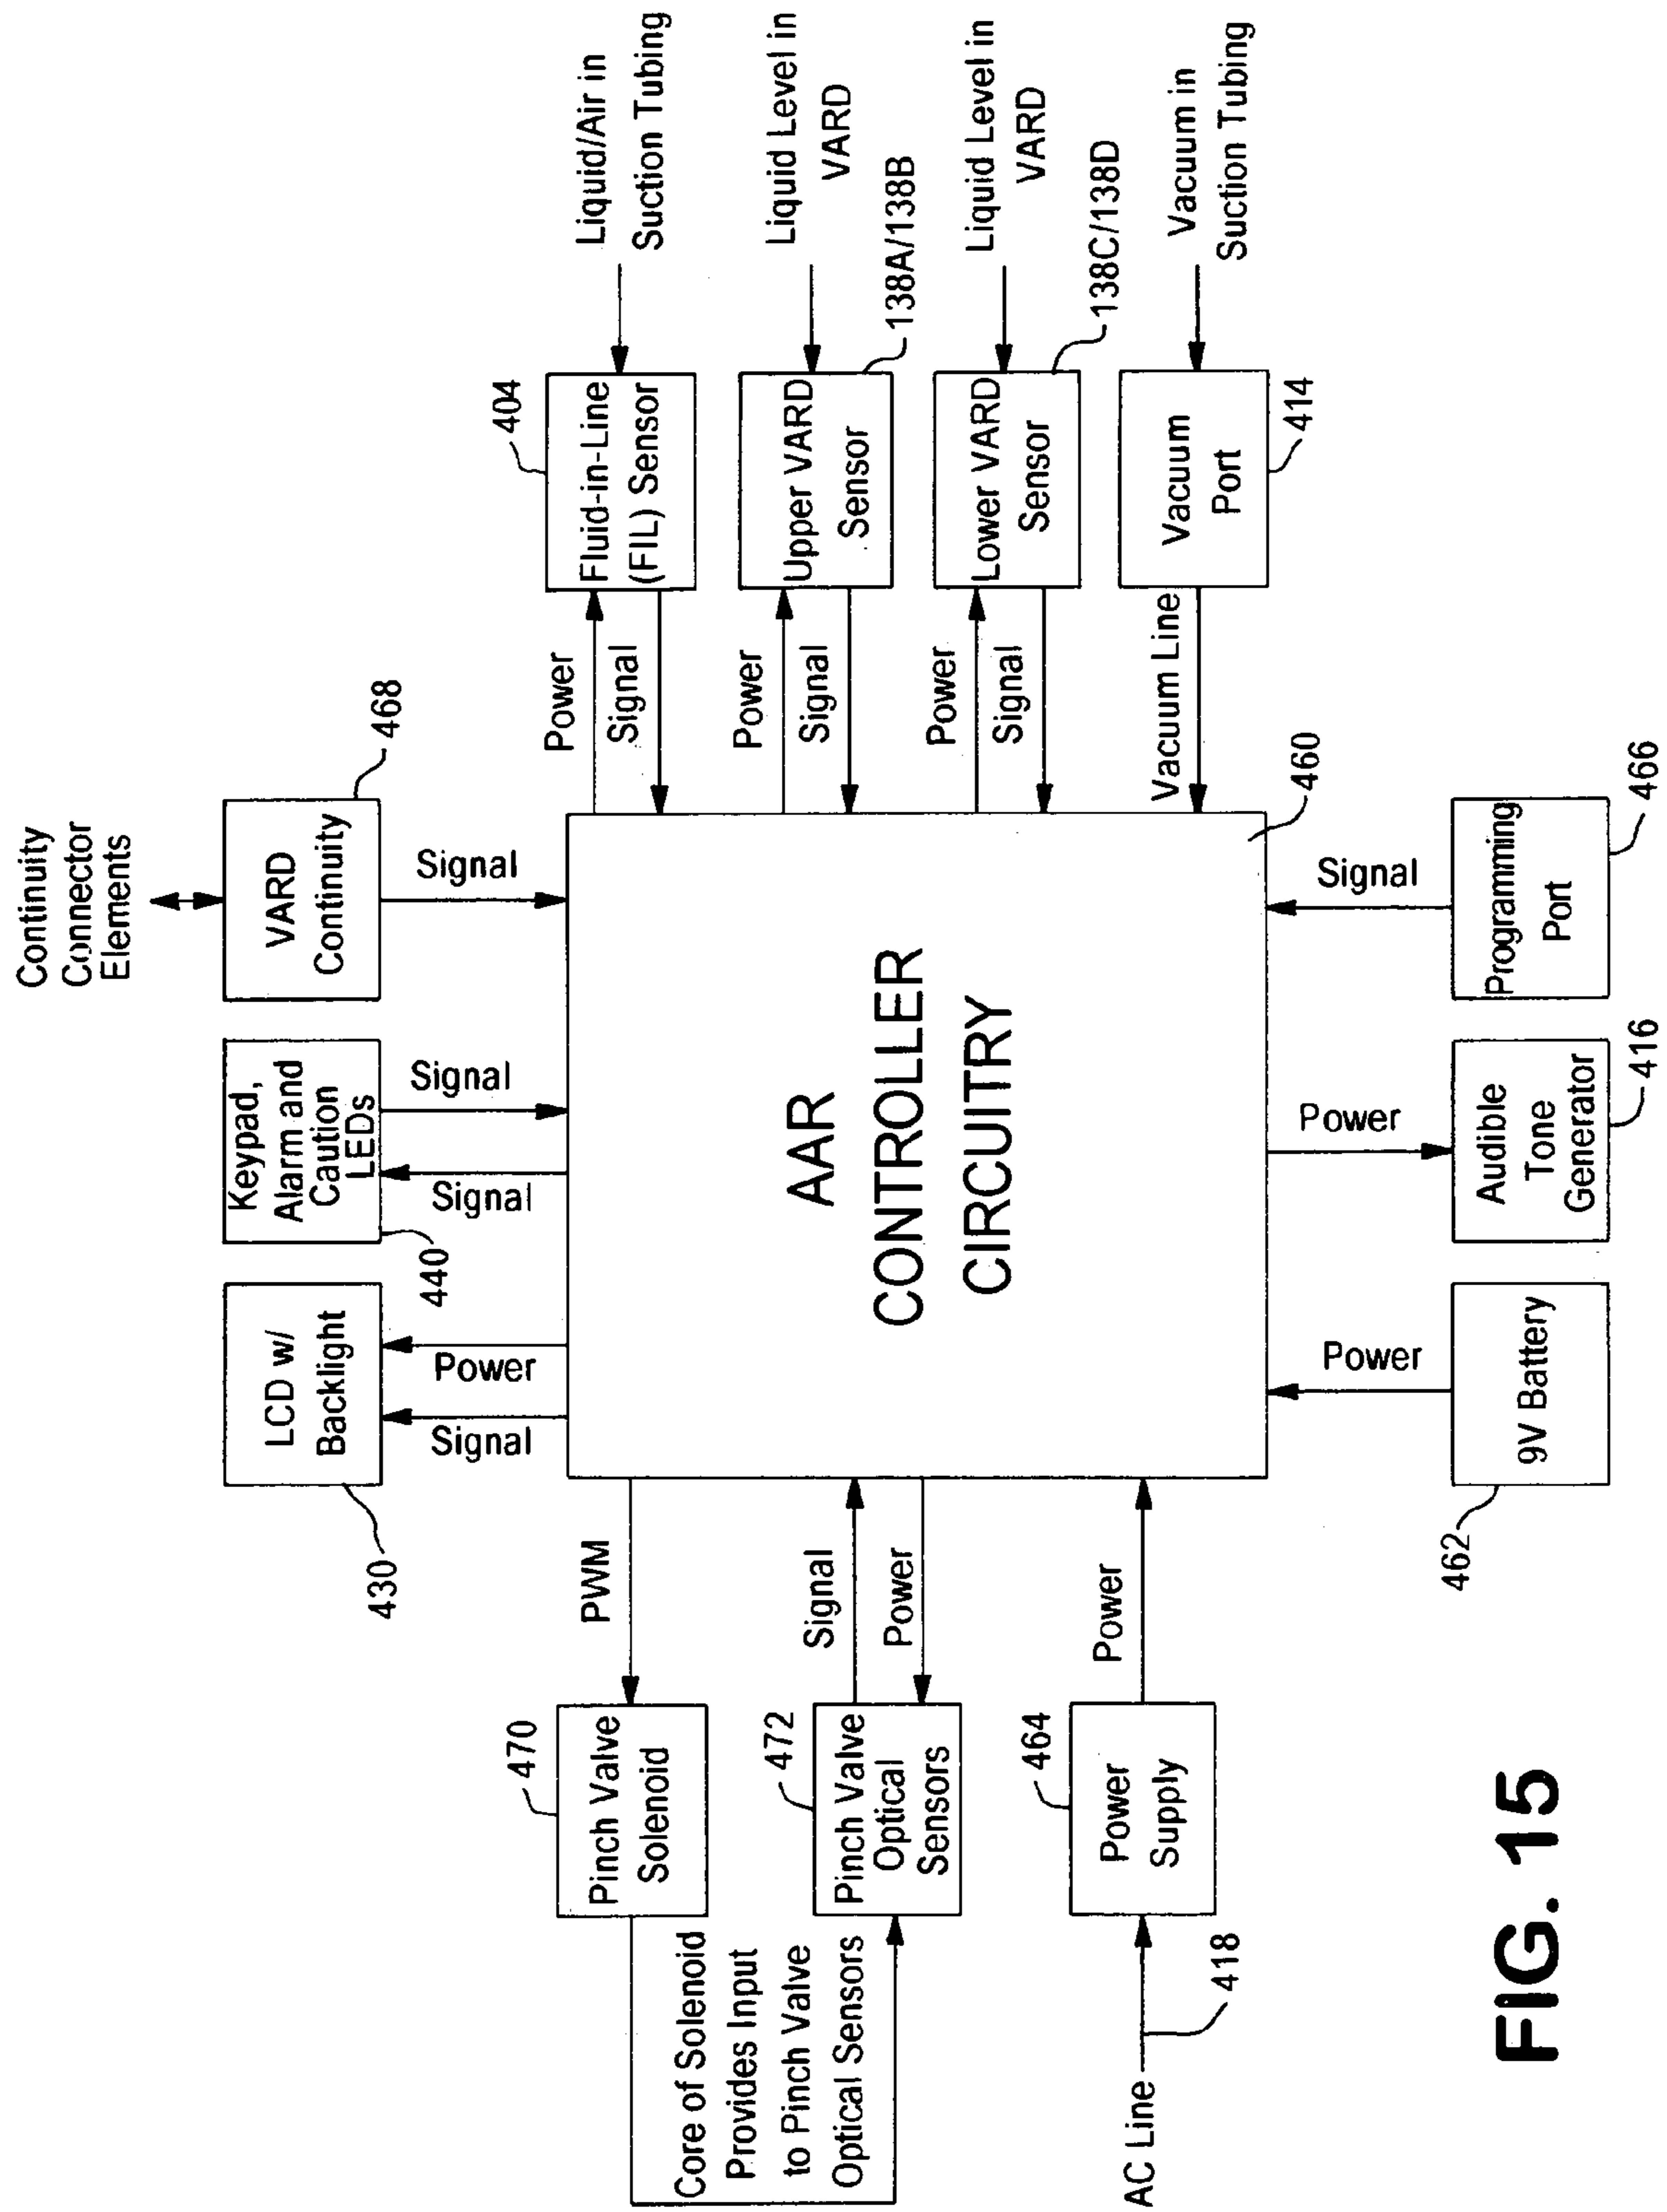 Continuity
Connector
Elements
LCD w/
Backlight
430
Keypad,
Alarm and
Caution
LEDs
440
VARD
Continuity
468
Signal
Power
Signal
Signal
Signal
470
Pinch Valve
Solenoid
PWM
Core of Solenoid
Provides Input
to Pinch Valve
Optical Sensors
472
Pinch Valve
Optical
Sensors
Signal
Power
AC Line
418
464
Power
Supply
Power
AAR
CONTROLLER
CIRCUITRY
460
Power
Signal
404
Fluid-in-Line
(FIL) Sensor
Liquid/Air in
Suction Tubing
Power
Signal
Upper VARD
Sensor
138A/138B
Liquid Level in
VARD
Power
Signal
Lower VARD
Sensor
138C/138D
Liquid Level in
VARD
Vacuum Line
Vacuum
Port
414
Vacuum in
Suction Tubing
Power
9V Battery
462
Power
Audible
Tone
Generator
416
Signal
Programming
Port
466
FIG. 15